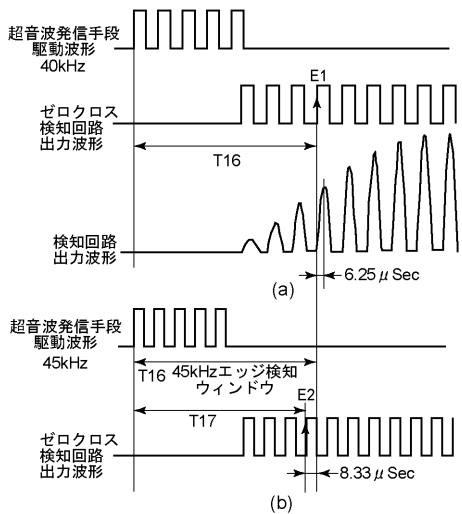 超音波発信手段
駆動波形
40kHz
E1
ゼロクロス
検知回路
出力波形
T16
検知回路
出力波形
6.25μSec
(a)
超音波発信手段
駆動波形
45kHz
T16 45kHzエッジ検知
ウィンドウ
T17
E2
ゼロクロス
検知回路
出力波形
8.33μSec
(b)